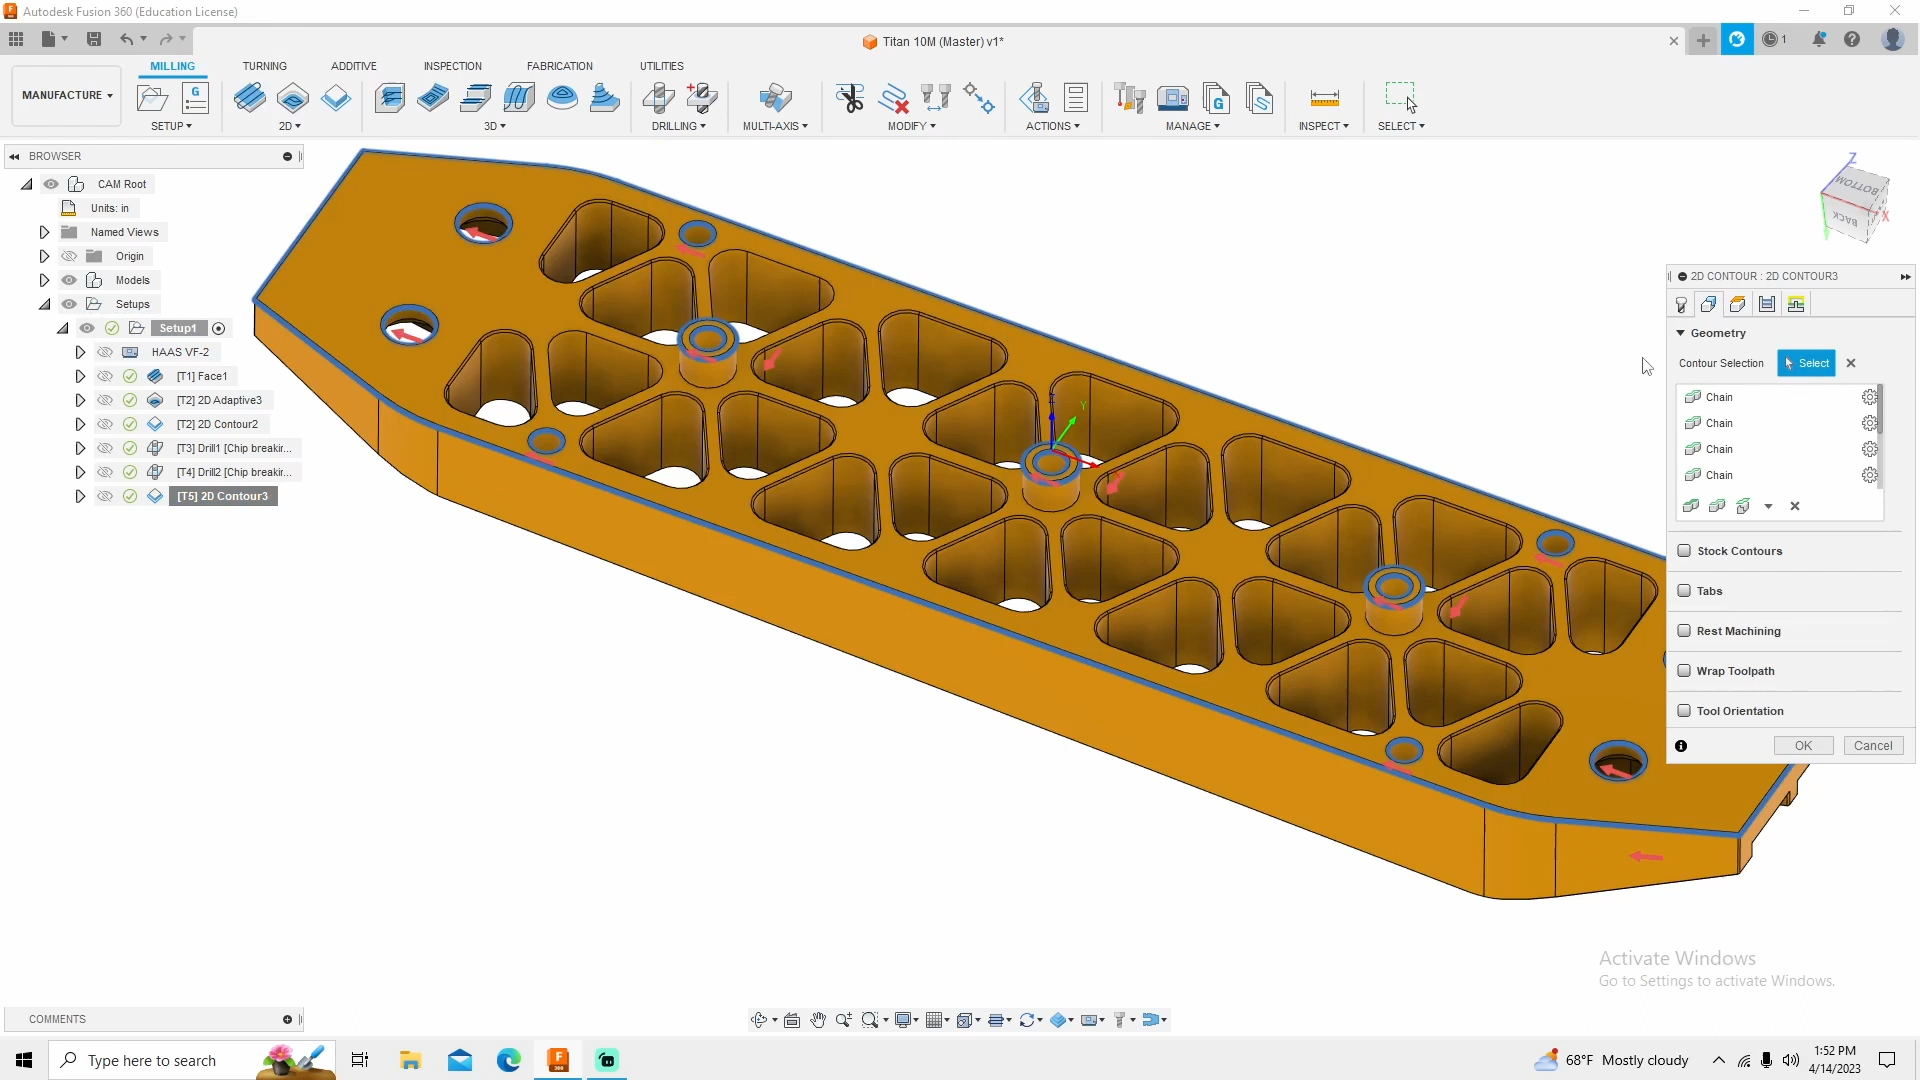 Autodesk Fusion 360 (Education License)
Titan 10M (Master) v1*
1
MILLING
TURNING
ADDITIVE
INSPECTION
FABRICATION
UTILITIES
MANUFACTURE
SETUP
2D
3D
DRILLING
MULTI-AXIS
MODIFY
ACTIONS
MANAGE
INSPECT
SELECT
BROWSER
CAM Root
Units: in
Named Views
Origin
Models
Setups
Setup1
HAAS VF-2
[T1] Face1
[T2] 2D Adaptive3
[T2] 2D Contour2
[T3] Drill1 [Chip breakir...
[T4] Drill2 [Chip breakir...
[T5] 2D Contour3
Z
Y
Z
BOTTOM
BACK
X
2D CONTOUR : 2D CONTOUR3
Geometry
Contour Selection
Select
Chain
Chain
Chain
Chain
Stock Contours
Tabs
Rest Machining
Wrap Toolpath
Tool Orientation
OK
Cancel
Activate Windows
Go to Settings to activate Windows.
COMMENTS
Type here to search
68°F Mostly cloudy
1:52 PM
4/14/2023